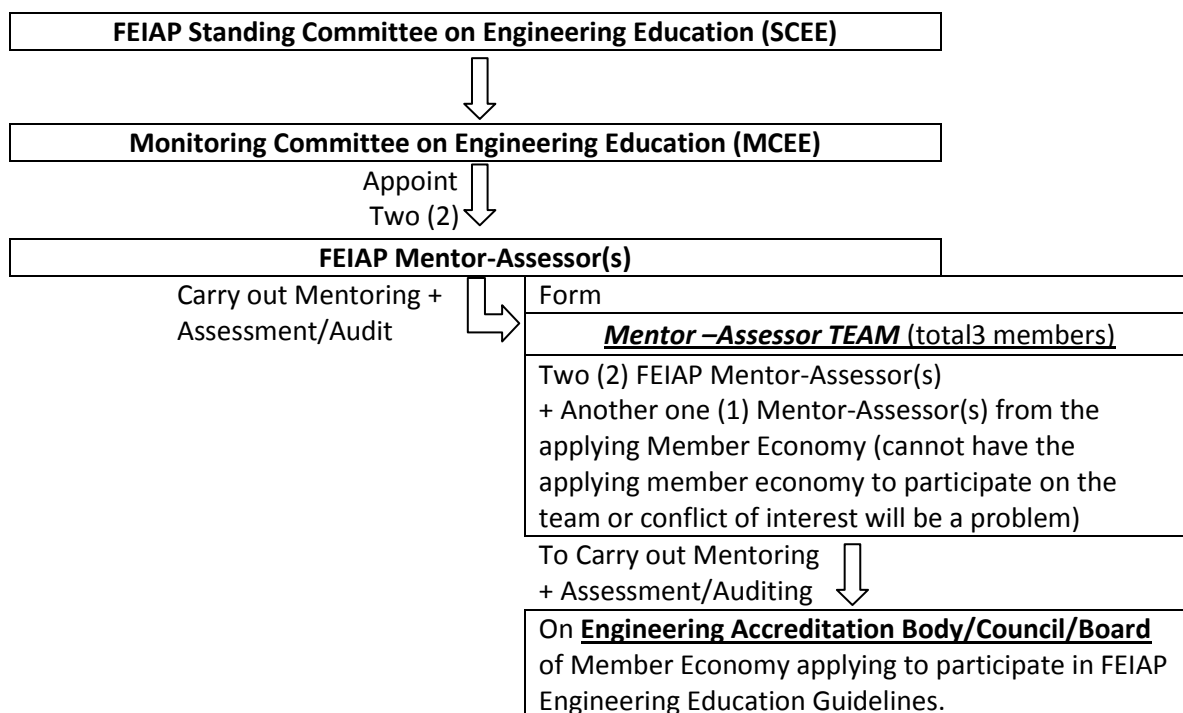 FEIAP Standing Committee on Engineering Education (SCEE)
Monitoring Committee on Engineering Education (MCEE)
Appoint
Two (2)
FEIAP Mentor-Assessor(s)
Carry out Mentoring +
Assessment/Audit
Form
Mentor –Assessor TEAM (total3 members)
Two (2) FEIAP Mentor-Assessor(s)
+ Another one (1) Mentor-Assessor(s) from the
applying Member Economy (cannot have the
applying member economy to participate on the
team or conflict of interest will be a problem)
To Carry out Mentoring
+ Assessment/Auditing
On Engineering Accreditation Body/Council/Board
of Member Economy applying to participate in FEIAP
Engineering Education Guidelines.